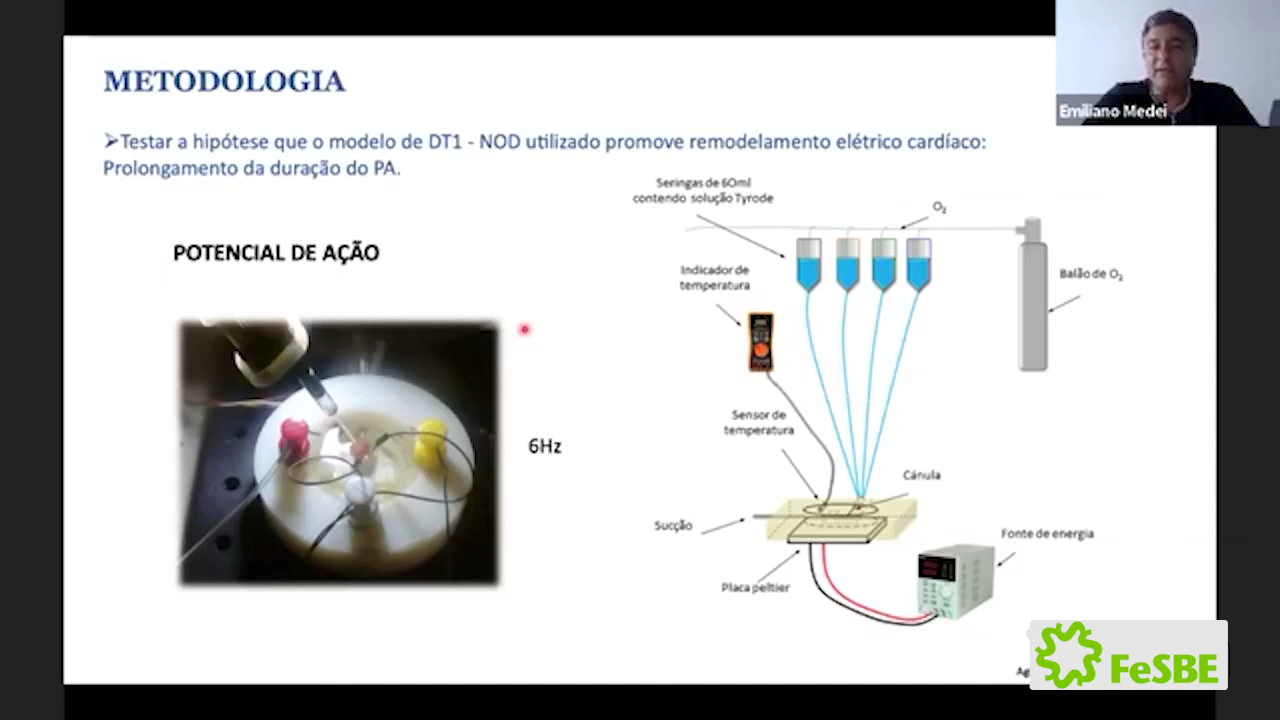 METODOLOGIA
Emiliano Medei
➤Testar a hipótese que o modelo de DT1 - NOD utilizado promove remodelamento elétrico cardíaco:
Prolongamento da duração do PA.
Seringas de 60ml
contendo solução Tyrode
O₂
POTENCIAL DE AÇÃO
Indicador de
temperatura
Balão de O₂
Sensor de
temperatura
6Hz
Cánula
Sucção
Fonte de energia
Placa peltier
FeSBE